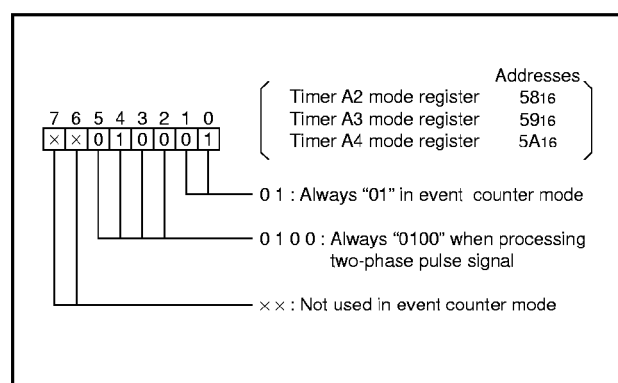 Addresses
Timer A2 mode register 5816
Timer A3 mode register 5916
Timer A4 mode register 5A16
7 6 5 4 3 2 1 0
× × 0 1 0 0 0 1
0 1 : Always “01” in event counter mode
0 1 0 0 : Always “0100” when processing
two-phase pulse signal
× × : Not used in event counter mode